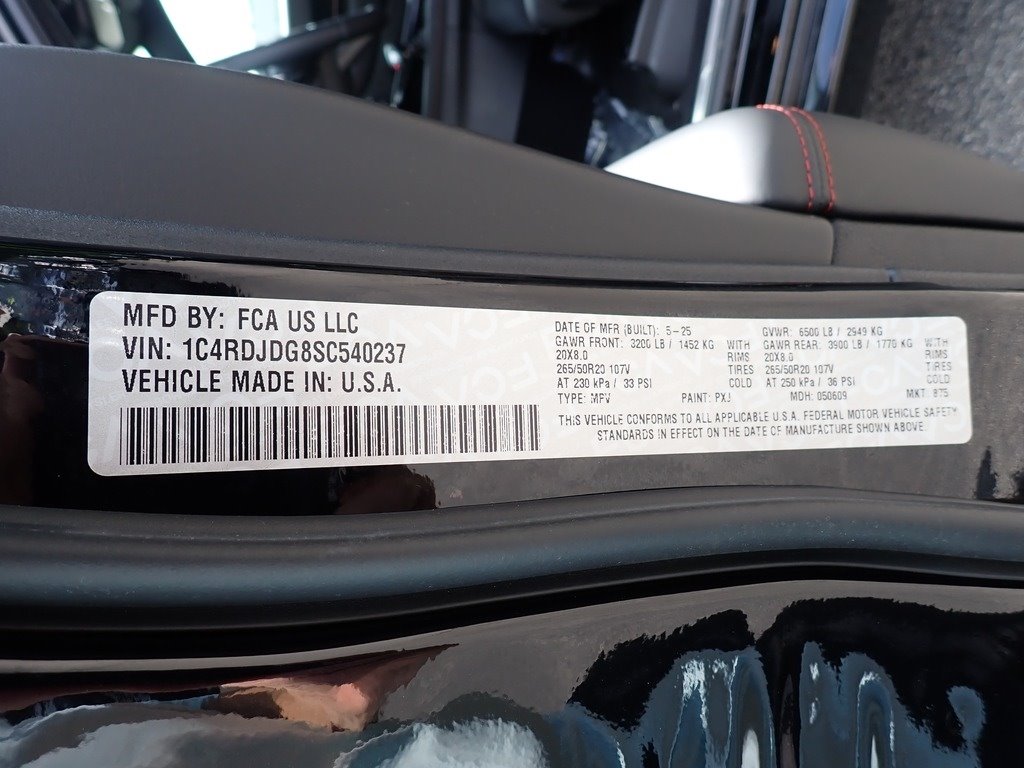 MFD BY: FCA US LLC
VIN: 1C4RDJDG8SC540237
VEHICLE MADE IN: U.S.A.
DATE OF MFR (BUILT): 5-25 GVWR: 6500 LB / 2949 KG
GAWR FRONT: 3200 LB / 1452 KG WITH GAWR REAR: 3900 LB / 1770 KG WITH
20X8.0 RIMS 20X8.0 RIMS
265/50R20 107V TIRES 265/50R20 107V TIRES
AT 230 kPa / 33 PSI COLD AT 250 kPa / 36 PSI COLD
TYPE: MPV PAINT: PXJ MDH: 050609 MKT: 875
THIS VEHICLE CONFORMS TO ALL APPLICABLE U.S.A. FEDERAL MOTOR VEHICLE SAFETY
STANDARDS IN EFFECT ON THE DATE OF MANUFACTURE SHOWN ABOVE.